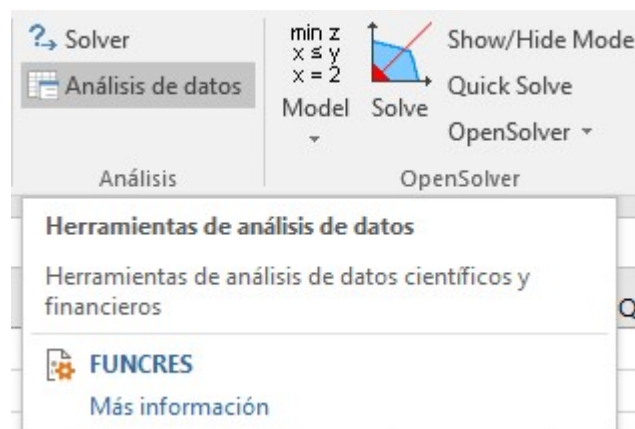 Solver
Análisis de datos
Análisis
min z
x ≤ y
x = 2
Model
Solve
Show/Hide Mode
Quick Solve
OpenSolver
OpenSolver
Herramientas de análisis de datos
Herramientas de análisis de datos científicos y
financieros
FUNCRES
Más información
Q